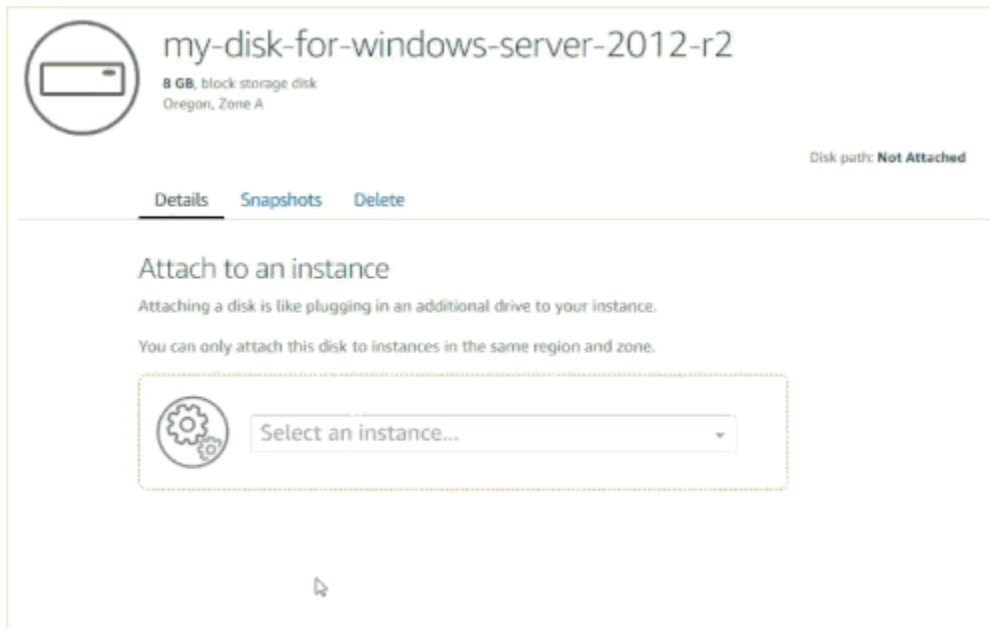 my-disk-for-windows-server-2012-r2
8 GB, block storage disk
Oregon, Zone A
Disk path: Not Attached
Details Snapshots Delete
Attach to an instance
Attaching a disk is like plugging in an additional drive to your instance.
You can only attach this disk to instances in the same region and zone.
Select an instance...